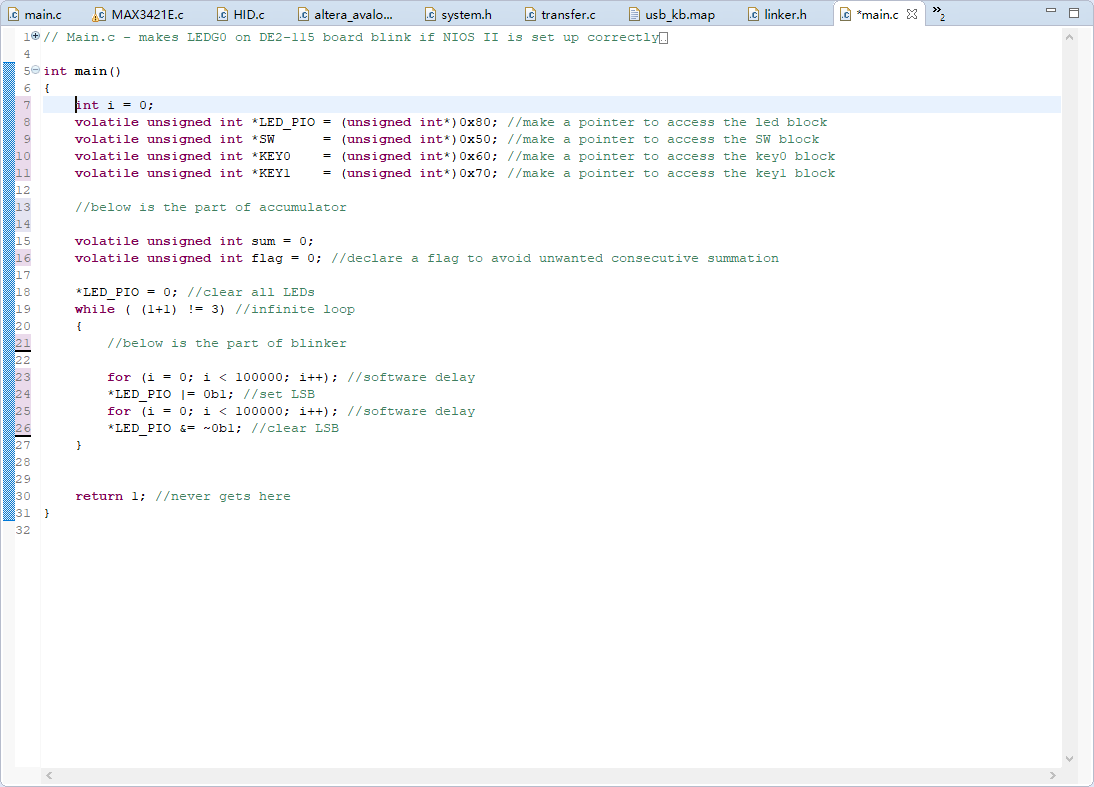 main.c MAX3421E.c HID.c altera_avalo... system.h transfer.c usb_kb.map linker.h *main.c »2
1 // Main.c - makes LEDG0 on DE2-115 board blink if NIOS II is set up correctly
4
5 int main()
6 {
7 int i = 0;
8 volatile unsigned int *LED_PIO = (unsigned int*)0x80; //make a pointer to access the led block
9 volatile unsigned int *SW = (unsigned int*)0x50; //make a pointer to access the SW block
10 volatile unsigned int *KEY0 = (unsigned int*)0x60; //make a pointer to access the key0 block
11 volatile unsigned int *KEY1 = (unsigned int*)0x70; //make a pointer to access the key1 block
12
13 //below is the part of accumulator
14
15 volatile unsigned int sum = 0;
16 volatile unsigned int flag = 0; //declare a flag to avoid unwanted consecutive summation
17
18 *LED_PIO = 0; //clear all LEDs
19 while ( (1+1) != 3) //infinite loop
20 {
21 //below is the part of blinker
22
23 for (i = 0; i < 100000; i++); //software delay
24 *LED_PIO |= 0b1; //set LSB
25 for (i = 0; i < 100000; i++); //software delay
26 *LED_PIO &= ~0b1; //clear LSB
27 }
28
29
30 return 1; //never gets here
31 }
32